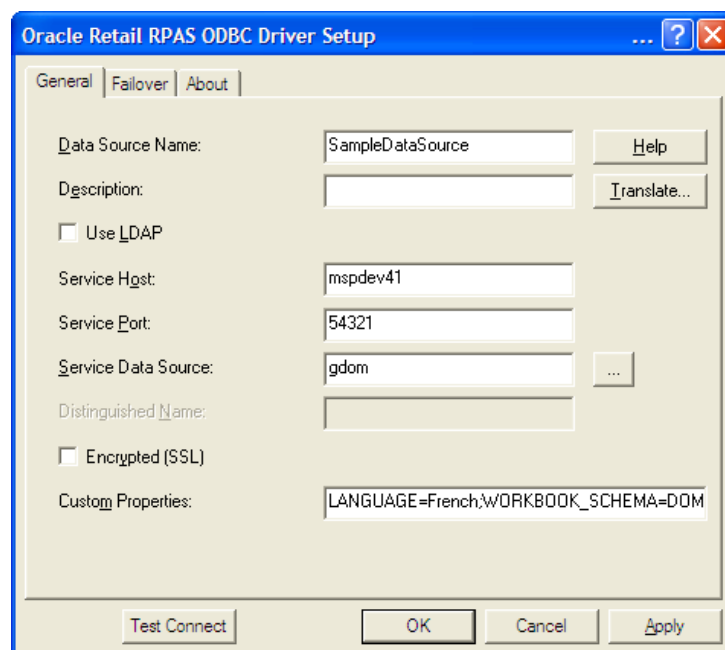 Oracle Retail RPAS ODBC Driver Setup ... ?
General Failover About
Data Source Name: SampleDataSource Help
Description: Translate...
Use LDAP
Service Host: mspdev41
Service Port: 54321
Service Data Source: gdom ...
Distinguished Name:
Encrypted (SSL)
Custom Properties: LANGUAGE=French;WORKBOOK_SCHEMA=DOM
Test Connect OK Cancel Apply